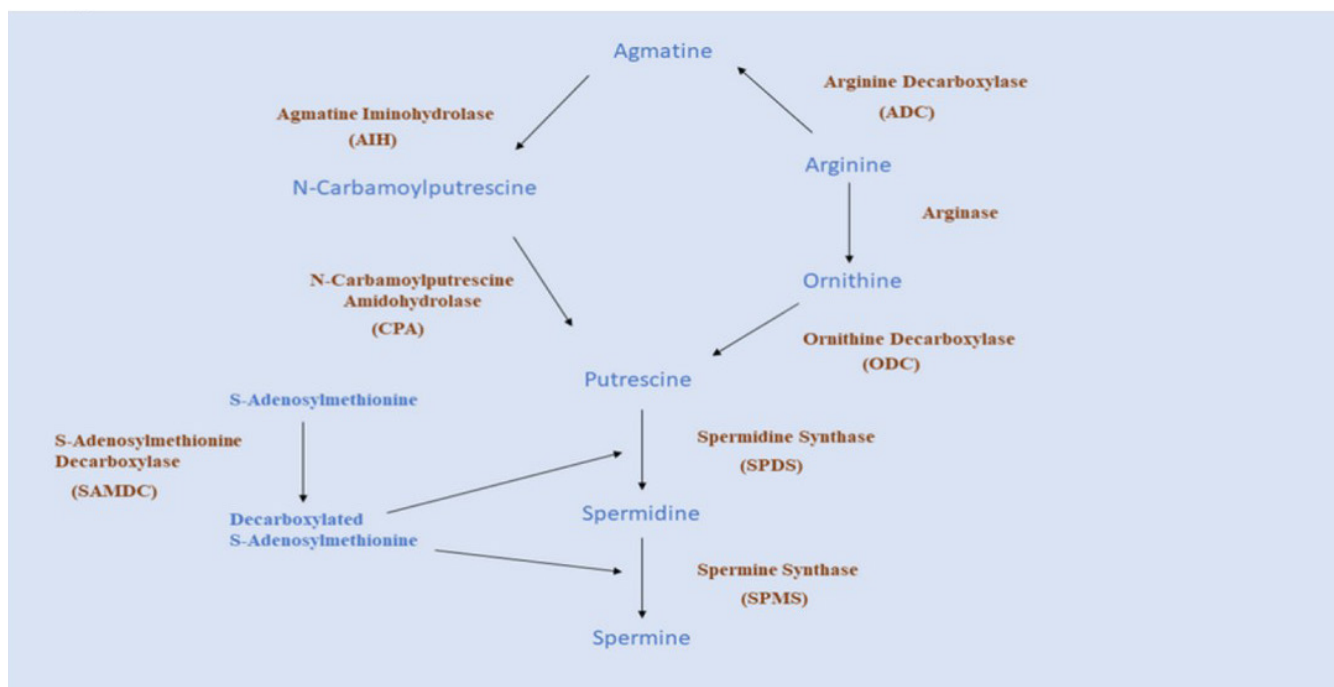 Agmatine
Arginine Decarboxylase
(ADC)
Agmatine Iminohydrolase
(AIH)
Arginine
N-Carbamoylputrescine
Arginase
N-Carbamoylputrescine
Amidohydrolase
(CPA)
Ornithine
Ornithine Decarboxylase
(ODC)
Putrescine
S-Adenosylmethionine
S-Adenosylmethionine
Decarboxylase
(SAMDC)
Spermidine Synthase
(SPDS)
Decarboxylated
S-Adenosylmethionine
Spermidine
Spermine Synthase
(SPMS)
Spermine